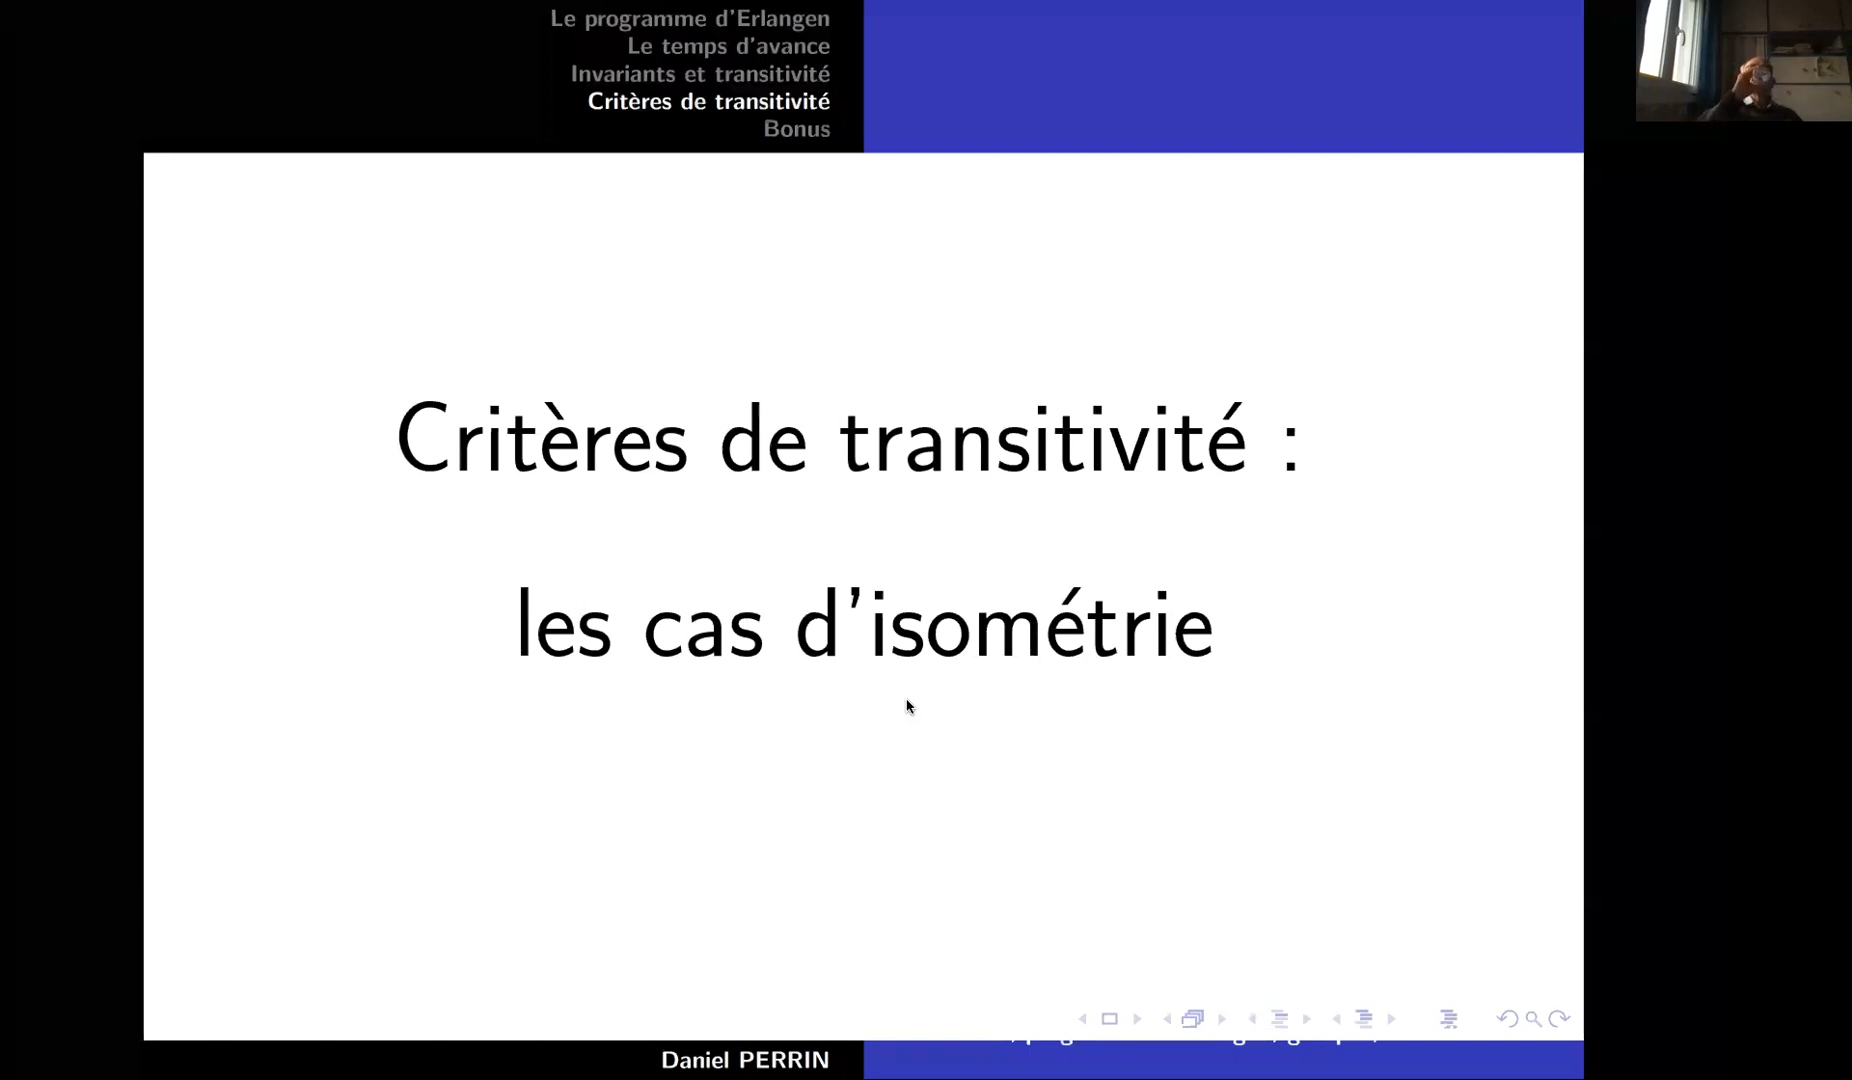 Le programme d'Erlangen
Le temps d'avance
Invariants et transitivité
Critères de transitivité
Bonus
Critères de transitivité :
les cas d'isométrie
Daniel PERRIN